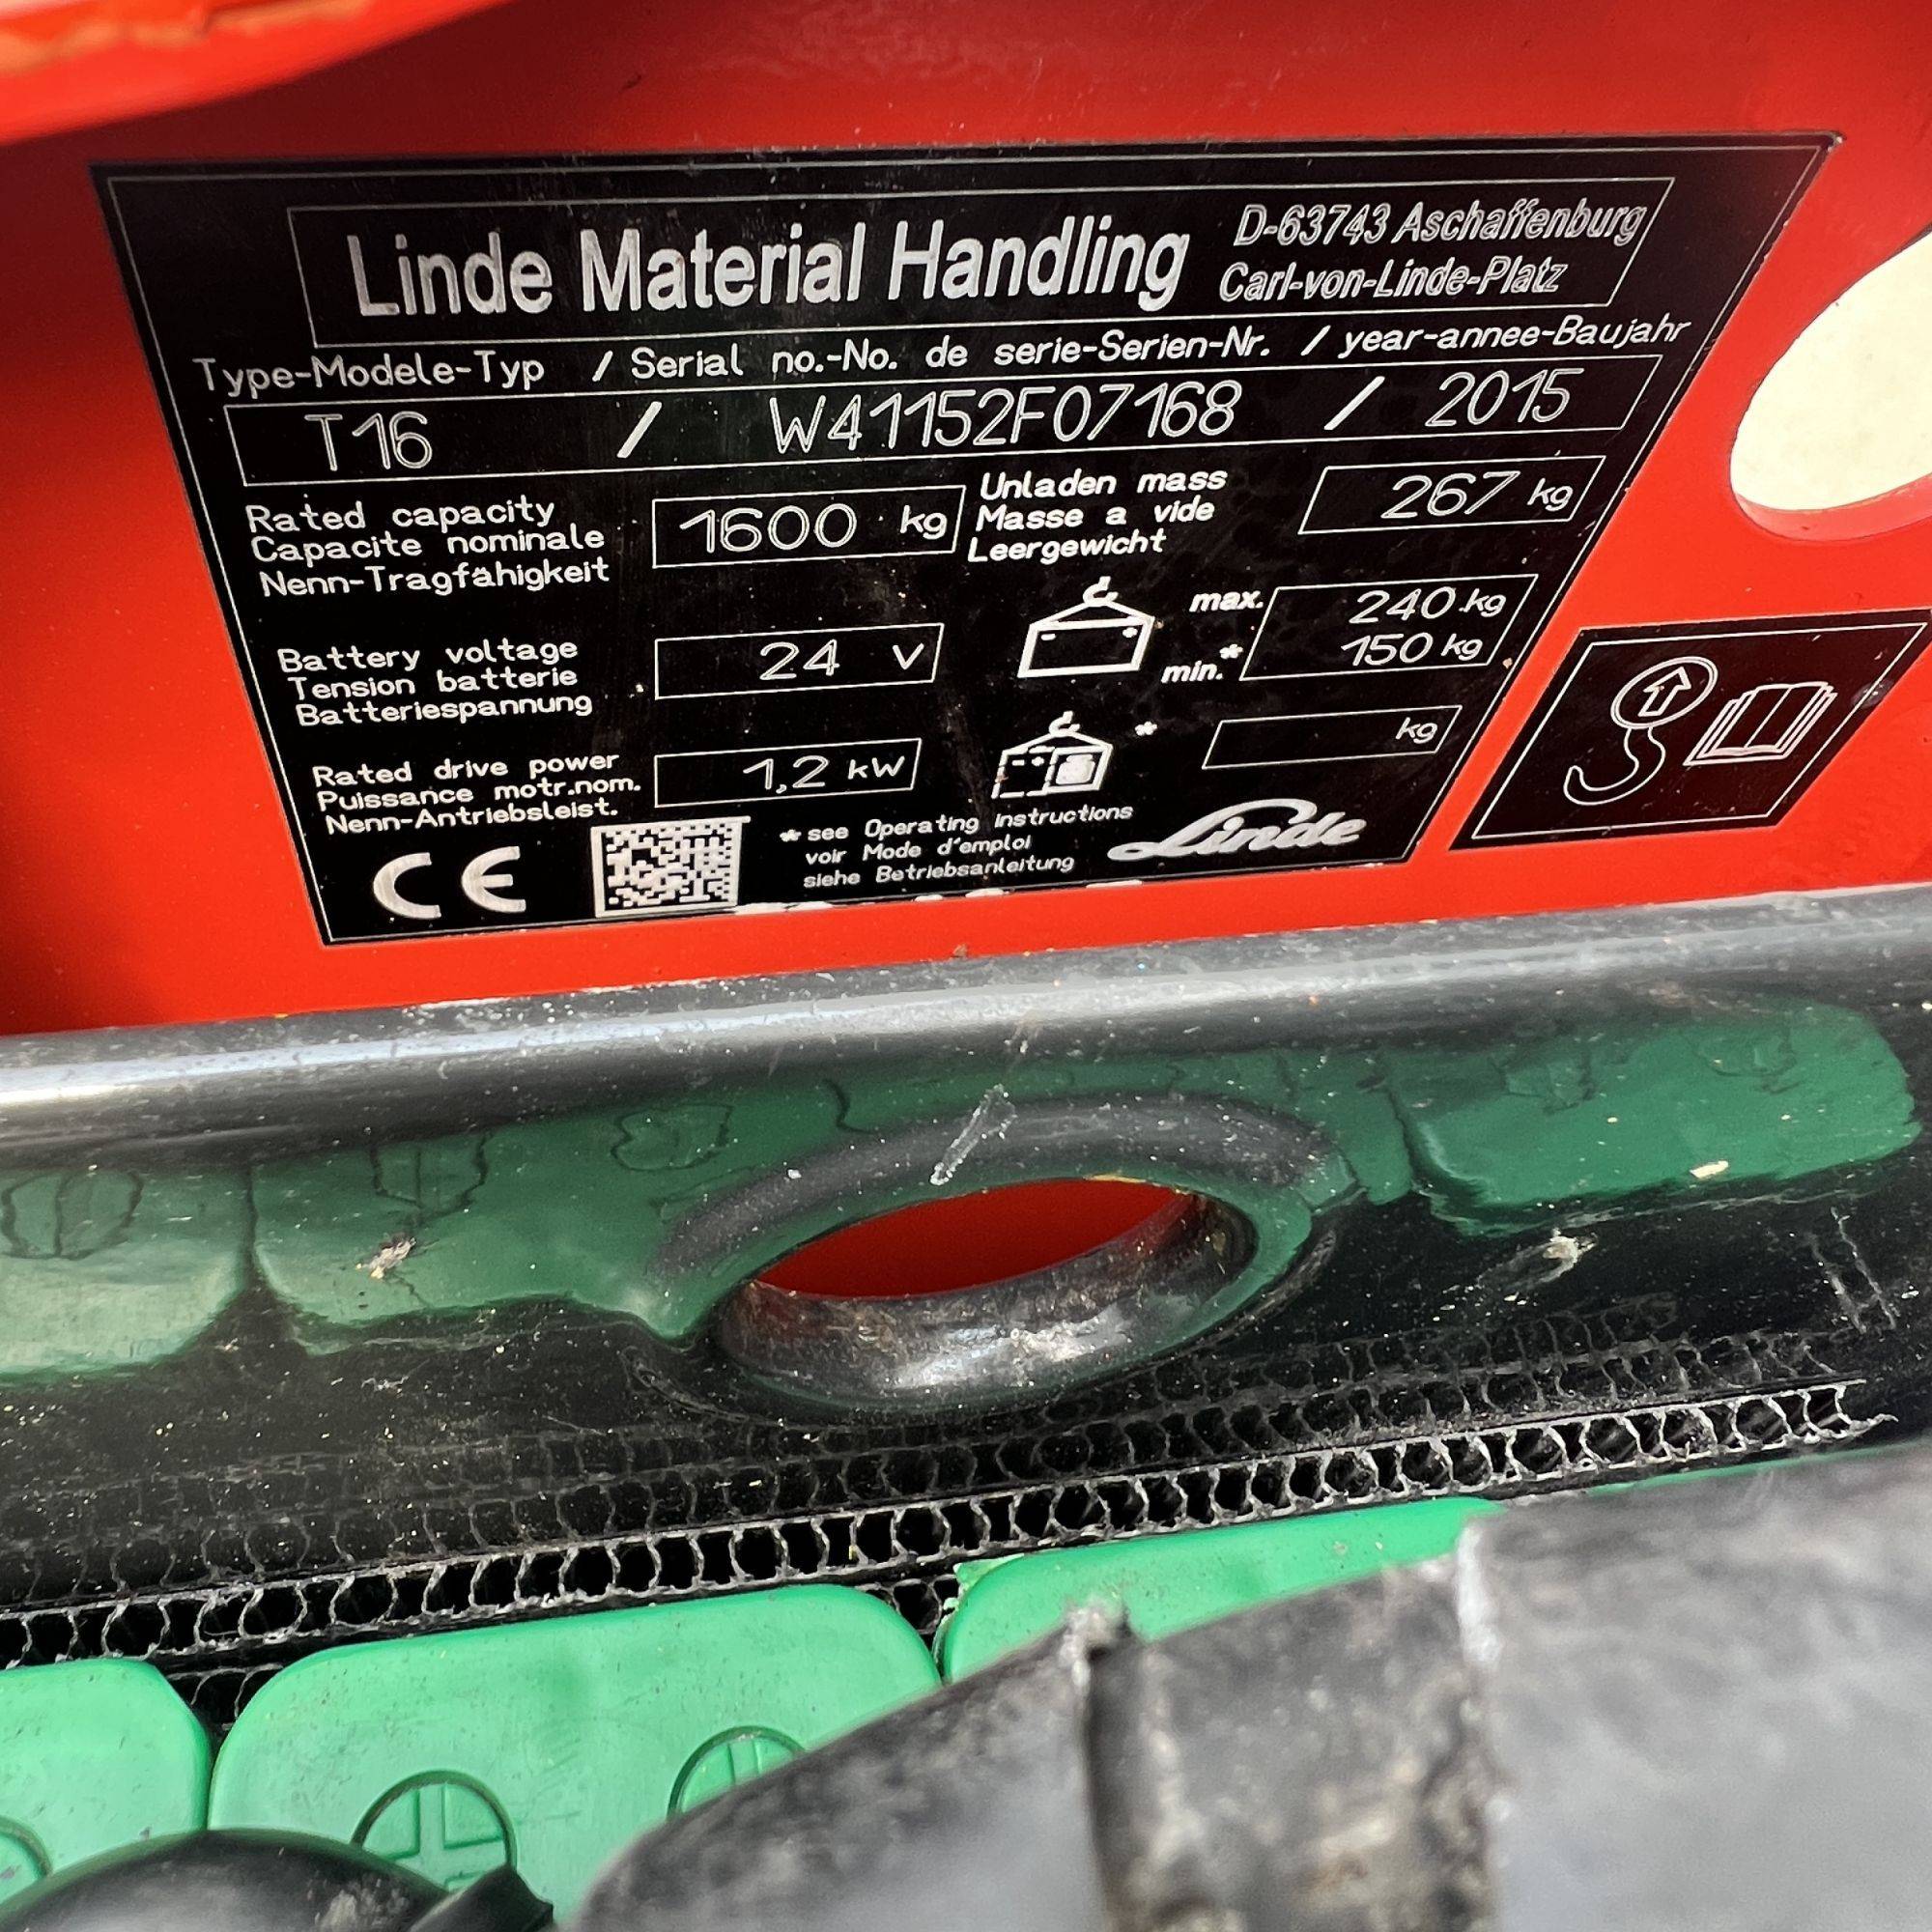 Linde Material Handling
D-63743 Aschaffenburg
Carl-von-Linde-Platz
Type-Modele-Typ / Serial no.-No. de serie-Serien-Nr. / year-annee-Baujahr
T16 / W41152F07168 / 2015
Rated capacity
Capacite nominale
Nenn-Tragfähigkeit
1600 kg
Unladen mass
Masse a vide
Leergewicht
267 kg
Battery voltage
Tension batterie
Batteriespannung
24 V
max. 240 kg
min.* 150 kg
Rated drive power
Puissance motr.nom.
Nenn-Antriebsleist.
1,2 kW
* kg
CE
* see Operating instructions
voir Mode d'emploi
siehe Betriebsanleitung
Linde